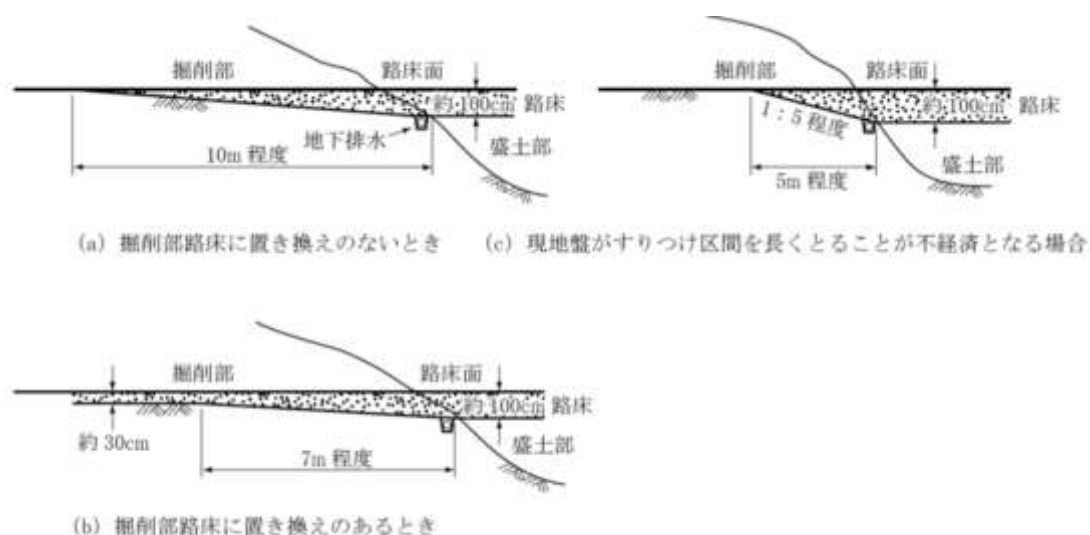 掘削部
路床面
約100cm
路床
地下排水
盛土部
10m 程度
(a) 掘削部路床に置き換えのないとき
掘削部
路床面
約100cm
路床
1：5 程度
盛土部
5m 程度
(c) 現地盤がすりつけ区間を長くとることが不経済となる場合
掘削部
路床面
約100cm
路床
約 30cm
盛土部
7m 程度
(b) 掘削部路床に置き換えのあるとき